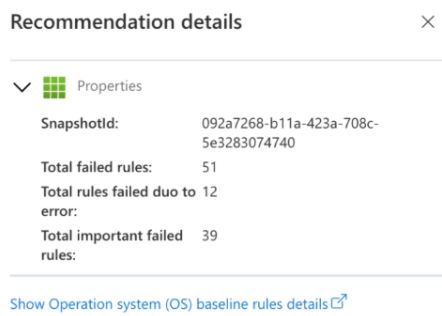 Recommendation details
Properties
SnapshotId: 092a7268-b11a-423a-708c-
5e3283074740
Total failed rules: 51
Total rules failed duo to 12
error:
Total important failed 39
rules:
Show Operation system (OS) baseline rules details